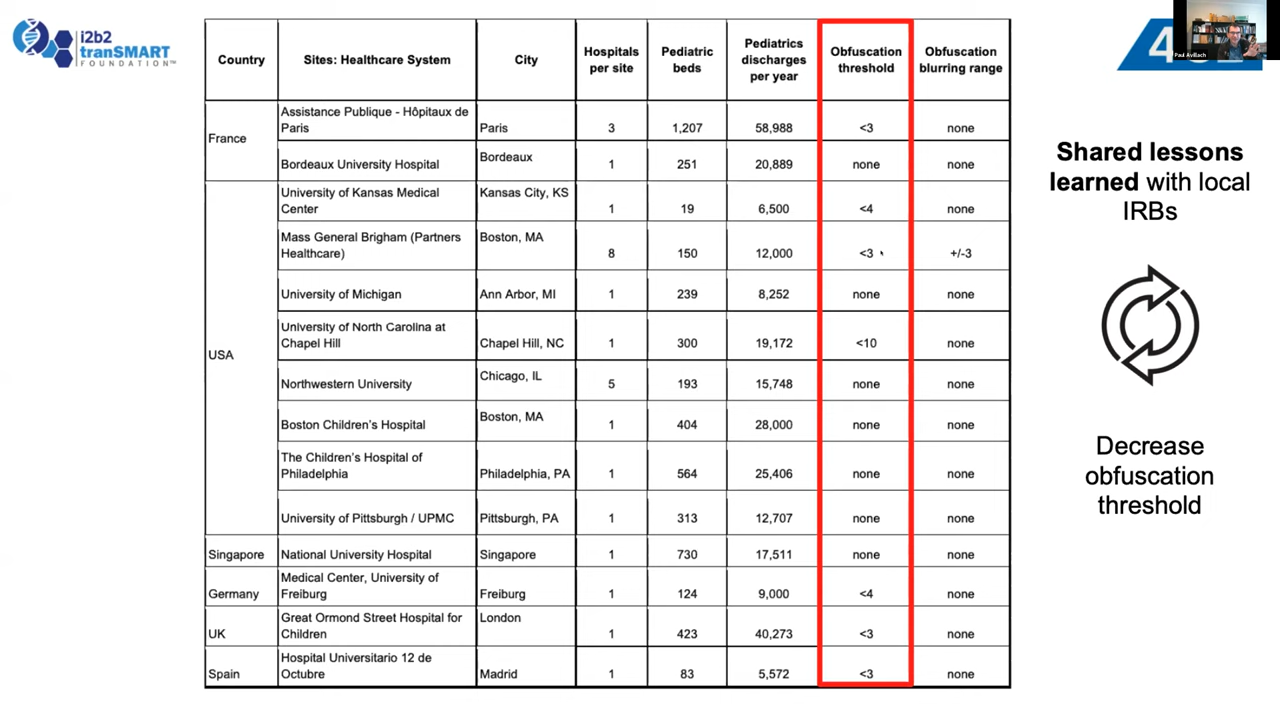 i2b2
tranSMART
FOUNDATION™
Paul Avillach
Country
Sites: Healthcare System
City
Hospitals
per site
Pediatric
beds
Pediatrics
discharges
per year
Obfuscation
threshold
Obfuscation
blurring range
France
Assistance Publique - Hôpitaux de
Paris
Paris
3
1,207
58,988
<3
none
Bordeaux University Hospital
Bordeaux
1
251
20,889
none
none
USA
University of Kansas Medical
Center
Kansas City, KS
1
19
6,500
<4
none
Mass General Brigham (Partners
Healthcare)
Boston, MA
8
150
12,000
<3
+/-3
University of Michigan
Ann Arbor, MI
1
239
8,252
none
none
University of North Carolina at
Chapel Hill
Chapel Hill, NC
1
300
19,172
<10
none
Northwestern University
Chicago, IL
5
193
15,748
none
none
Boston Children's Hospital
Boston, MA
1
404
28,000
none
none
The Children's Hospital of
Philadelphia
Philadelphia, PA
1
564
25,406
none
none
University of Pittsburgh / UPMC
Pittsburgh, PA
1
313
12,707
none
none
Singapore
National University Hospital
Singapore
1
730
17,511
none
none
Germany
Medical Center, University of
Freiburg
Freiburg
1
124
9,000
<4
none
UK
Great Ormond Street Hospital for
Children
London
1
423
40,273
<3
none
Spain
Hospital Universitario 12 de
Octubre
Madrid
1
83
5,572
<3
none
Shared lessons
learned with local
IRBs
Decrease
obfuscation
threshold